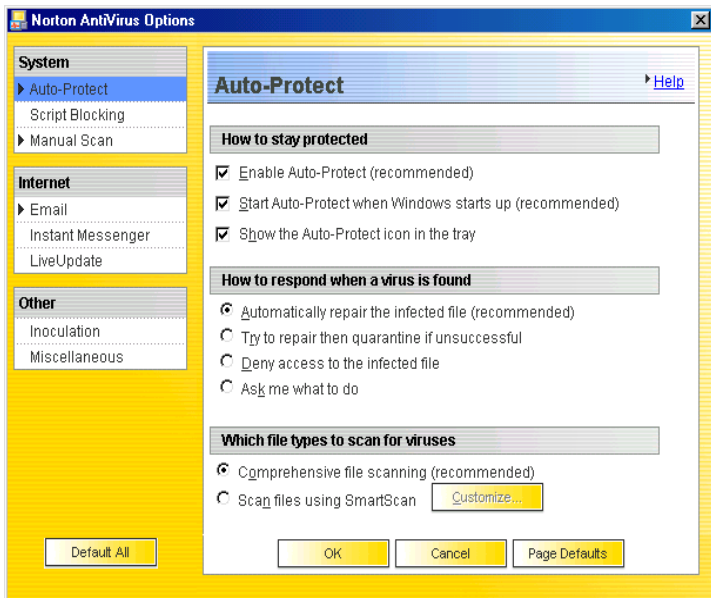 Norton AntiVirus Options
System
Auto-Protect
Script Blocking
Manual Scan
Internet
Email
Instant Messenger
LiveUpdate
Other
Inoculation
Miscellaneous
Default All
Auto-Protect
Help
How to stay protected
Enable Auto-Protect (recommended)
Start Auto-Protect when Windows starts up (recommended)
Show the Auto-Protect icon in the tray
How to respond when a virus is found
Automatically repair the infected file (recommended)
Try to repair then quarantine if unsuccessful
Deny access to the infected file
Ask me what to do
Which file types to scan for viruses
Comprehensive file scanning (recommended)
Scan files using SmartScan
Customize...
OK
Cancel
Page Defaults